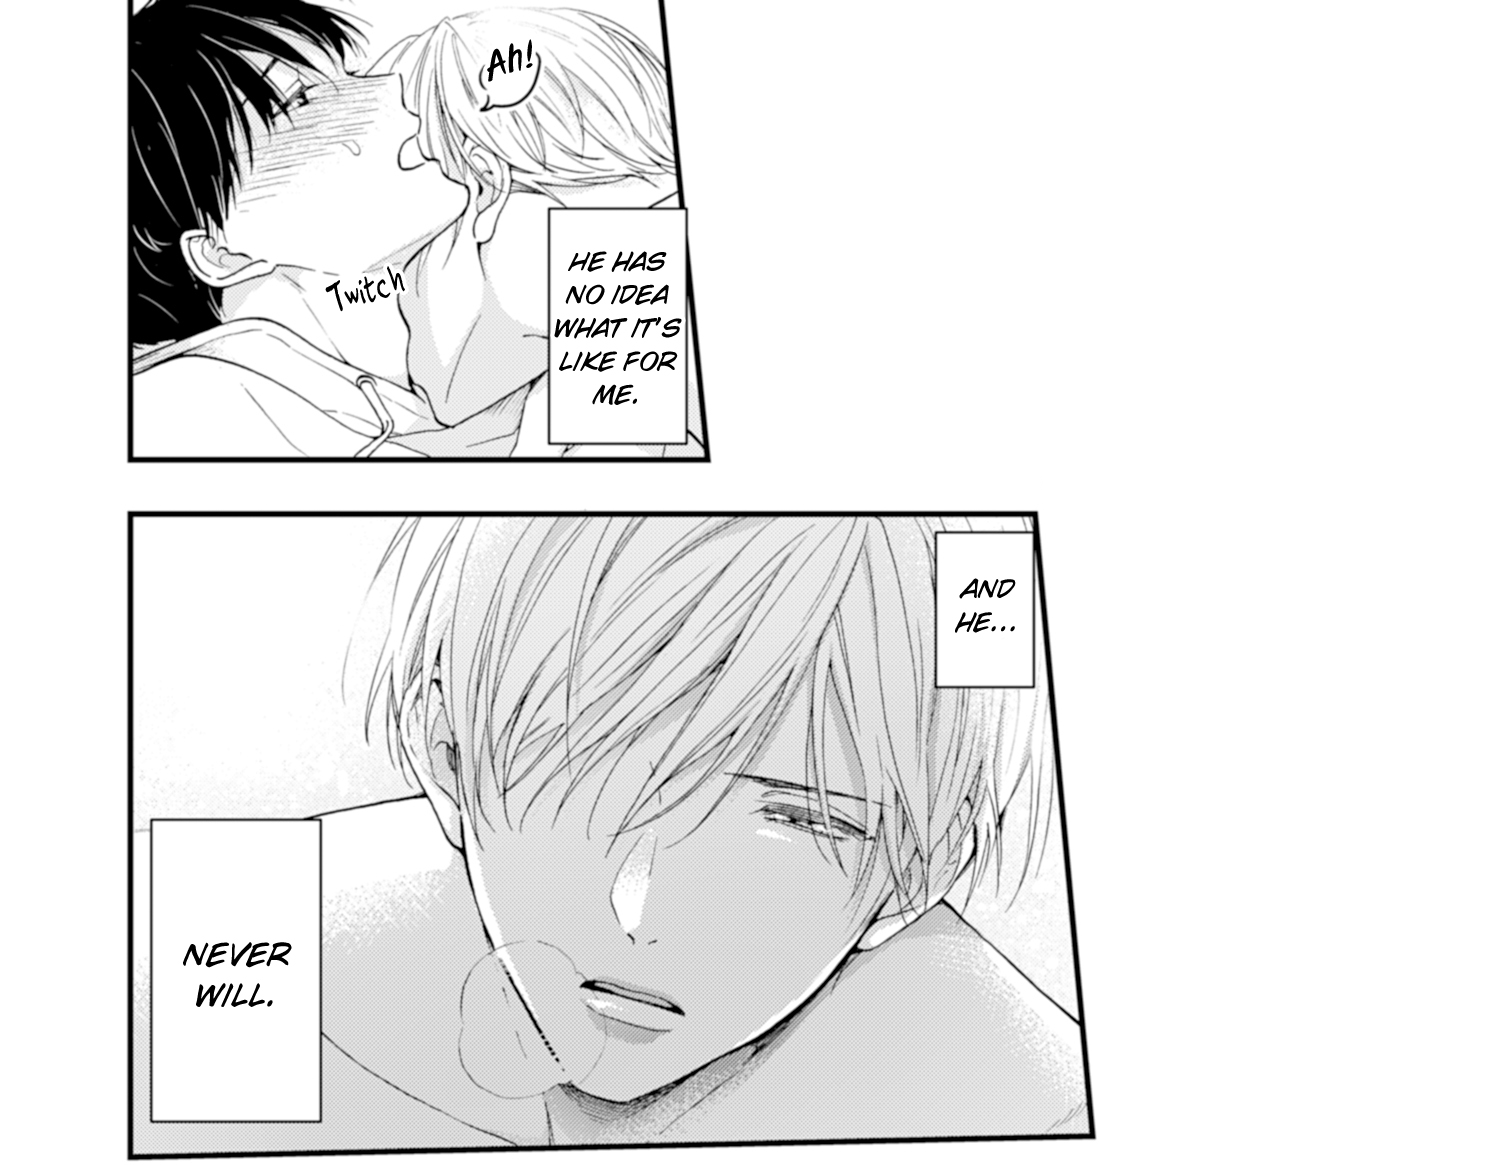 Ah!
Twitch
HE HAS
NO IDEA
WHAT IT'S
LIKE FOR
ME.
AND
HE...
NEVER
WILL.